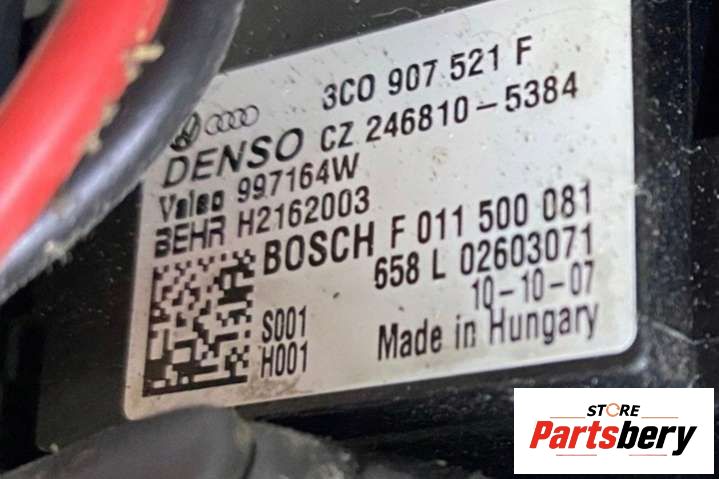 3C0 907 521 F
DENSO CZ 246810-5384
Valeo 997164W
BEHR H2162003
BOSCH F 011 500 081
658 L 02603071
10-10-07
S001
H001
Made in Hungary
STORE
Partsbery